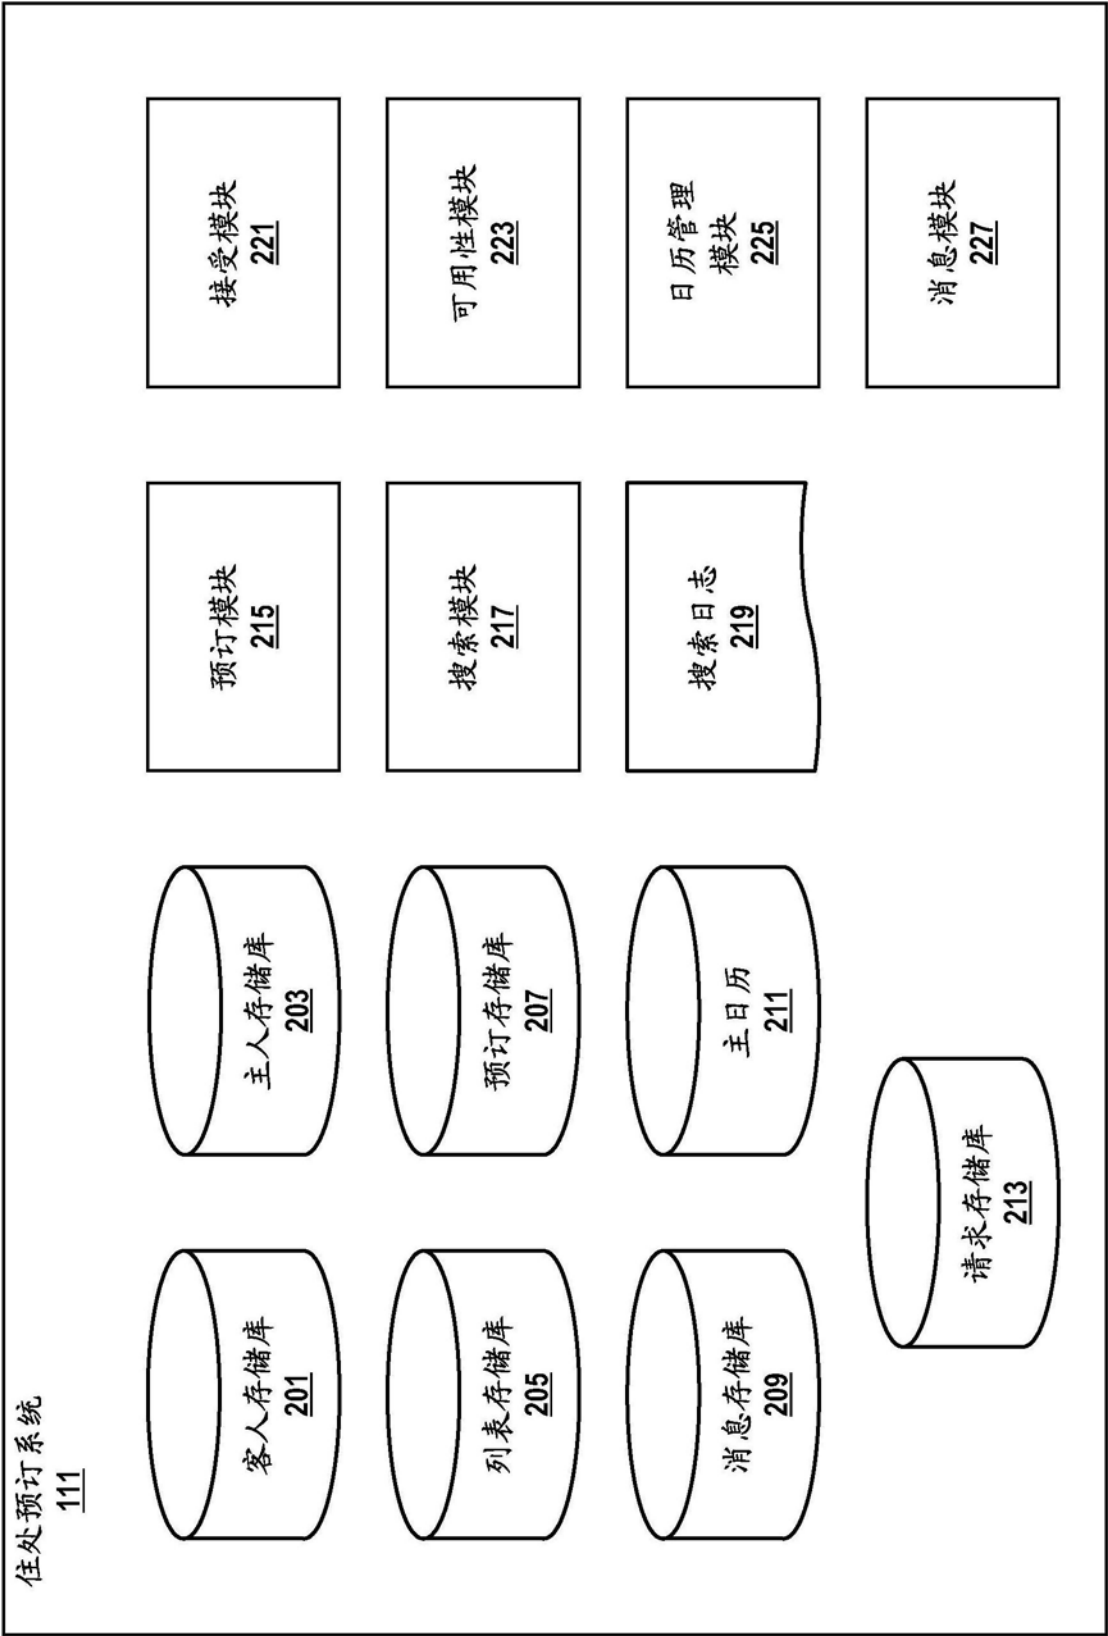 住处预订系统
111
客人存储库
201
主人存储库
203
预订模块
215
接受模块
221
列表存储库
205
预订存储库
207
搜索模块
217
可用性模块
223
消息存储库
209
主日历
211
搜索日志
219
日历管理
模块
225
请求存储库
213
消息模块
227